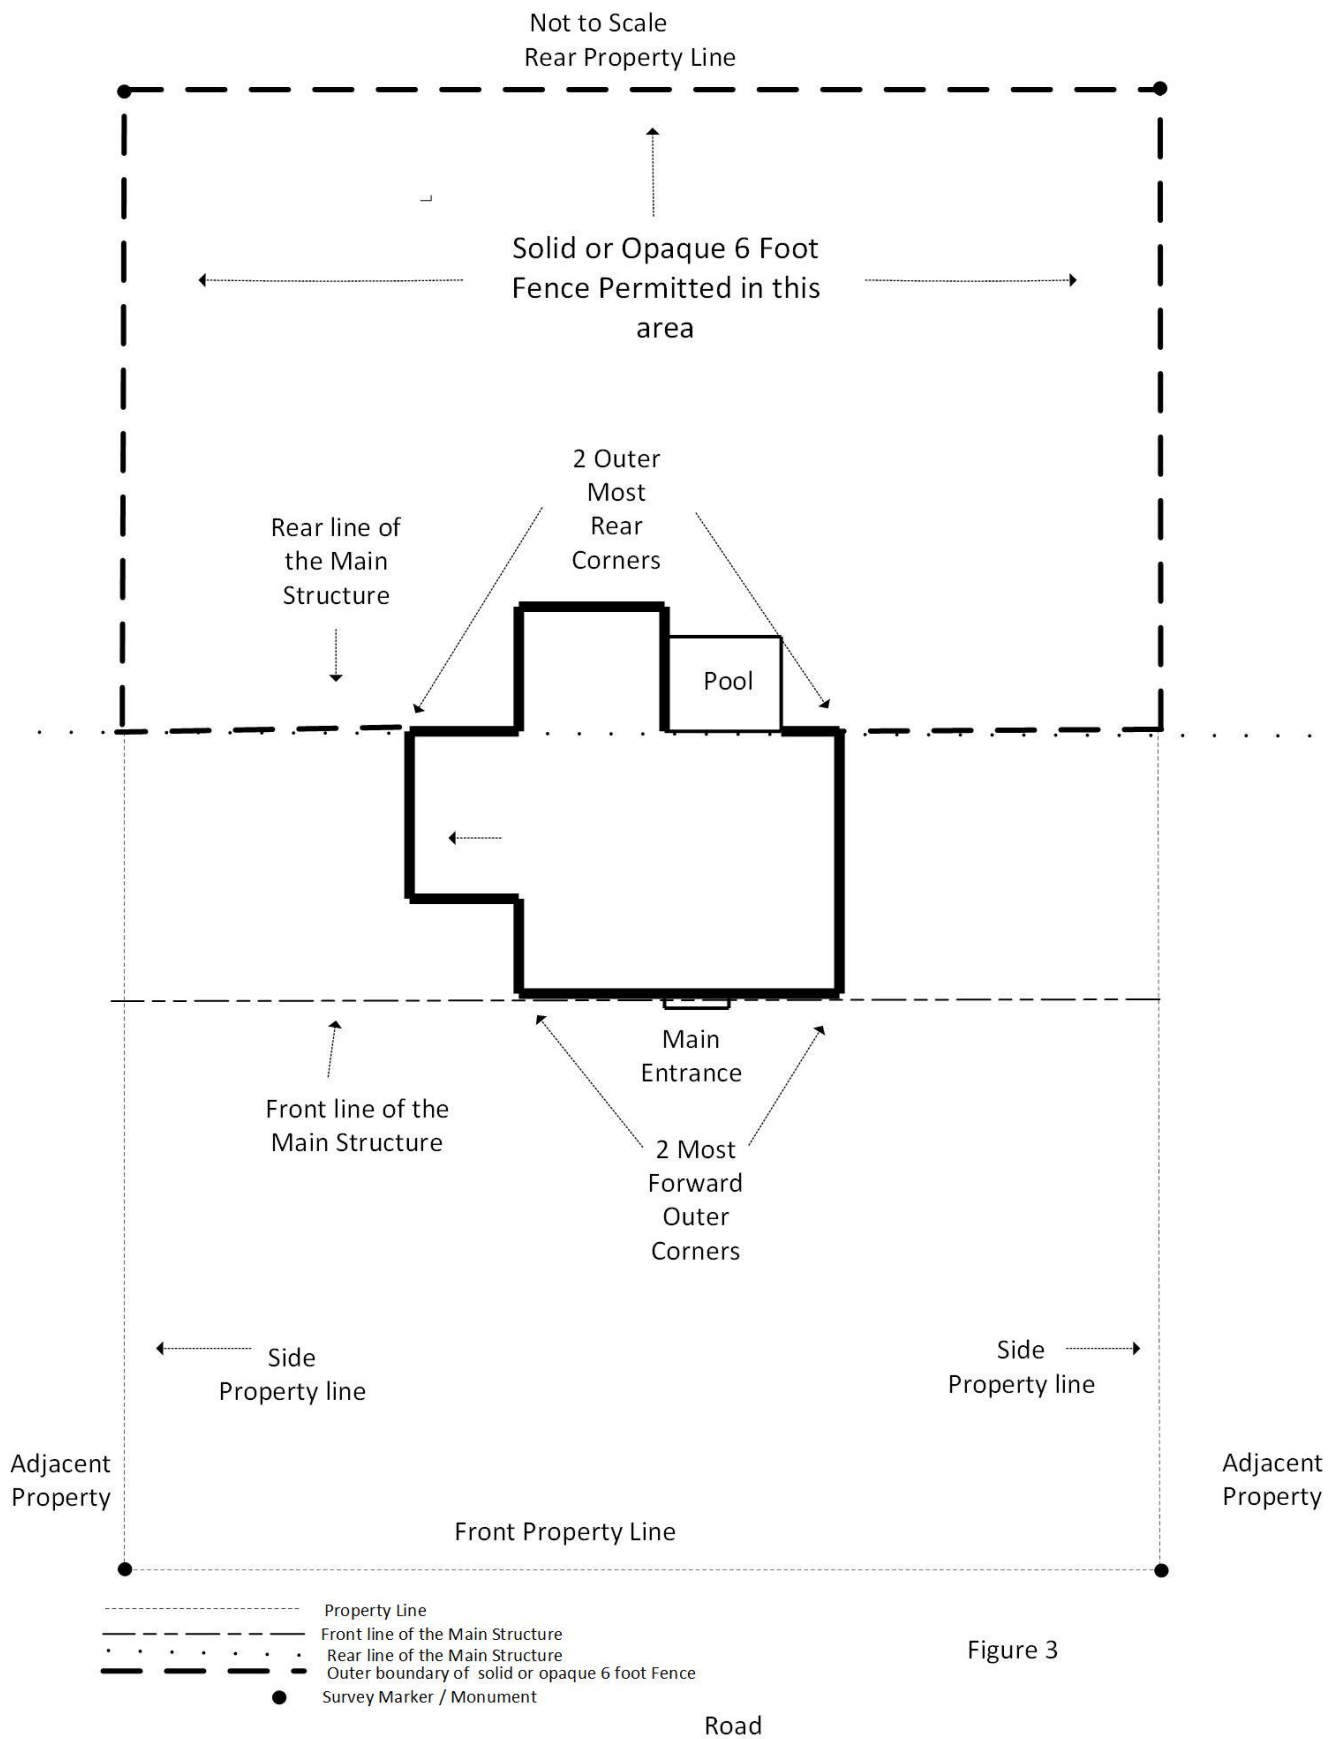 Not to Scale
Rear Property Line
Solid or Opaque 6 Foot
Fence Permitted in this
area
2 Outer
Most
Rear
Corners
Rear line of
the Main
Structure
Pool
Main
Entrance
Front line of the
Main Structure
2 Most
Forward
Outer
Corners
Side
Property line
Side
Property line
Adjacent
Property
Adjacent
Property
Front Property Line
Property Line
Front line of the Main Structure
Rear line of the Main Structure
Outer boundary of solid or opaque 6 foot Fence
Survey Marker / Monument
Figure 3
Road